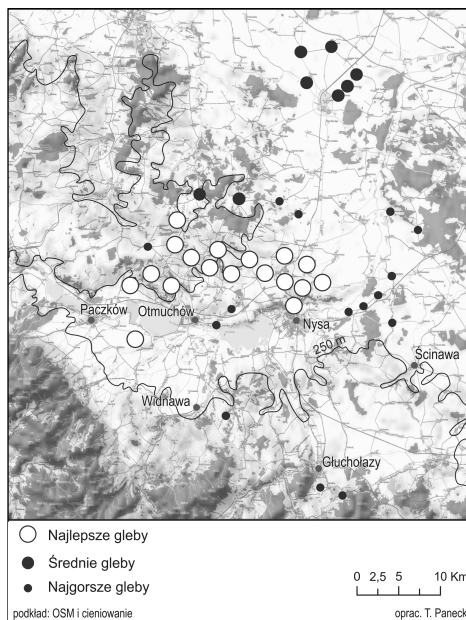 Paczków
Otmuchów
Nysa
250 m
Ścinawa
Widnawa
Głuchołazy
Najlepsze gleby
Średnie gleby
Najgorsze gleby
0 2,5 5 10 Km
podkład: OSM i cieniowanie
oprac. T. Panecki